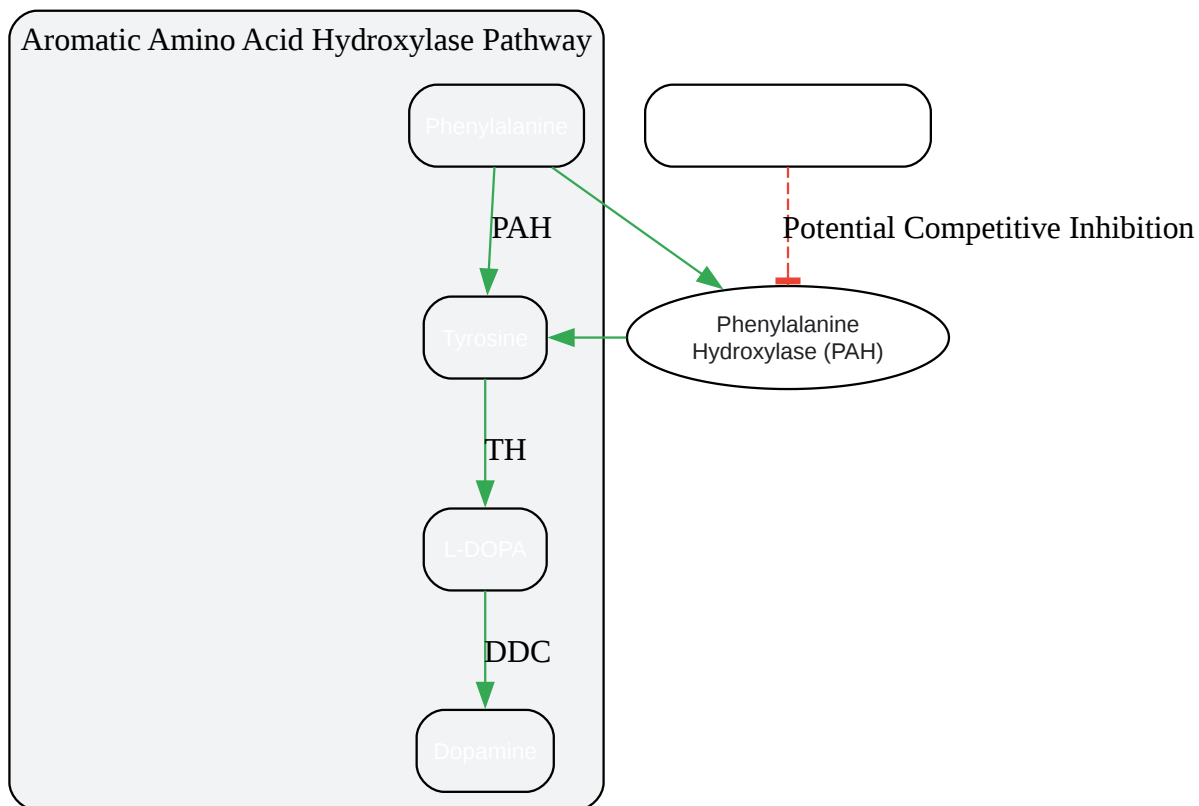 Aromatic Amino Acid Hydroxylase Pathway
Phenylalanine
PAH
Potential Competitive Inhibition
Tyrosine
Phenylalanine
Hydroxylase (PAH)
TH
L-DOPA
DDC
Dopamine